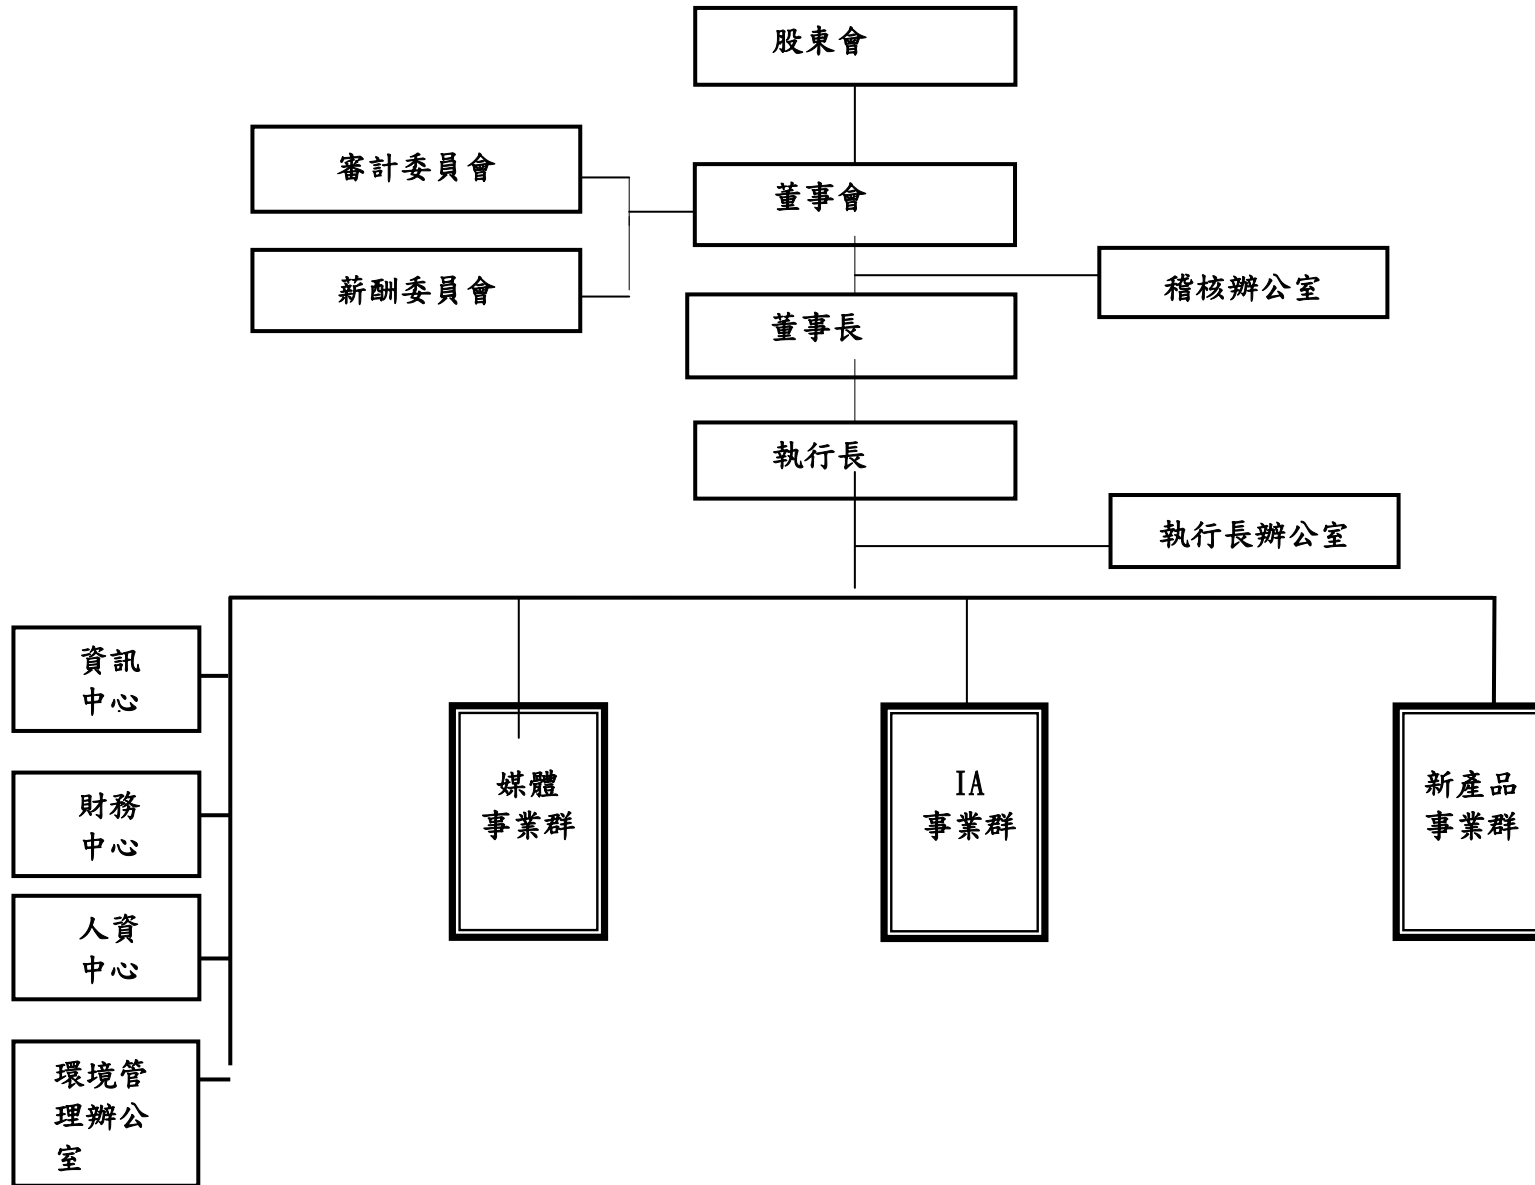 股東會
審計委員會
董事會
薪酬委員會
稽核辦公室
董事長
執行長
執行長辦公室
資訊
中心
財務
中心
人資
中心
環境管
理辦公
室
媒體
事業群
IA
事業群
新產品
事業群